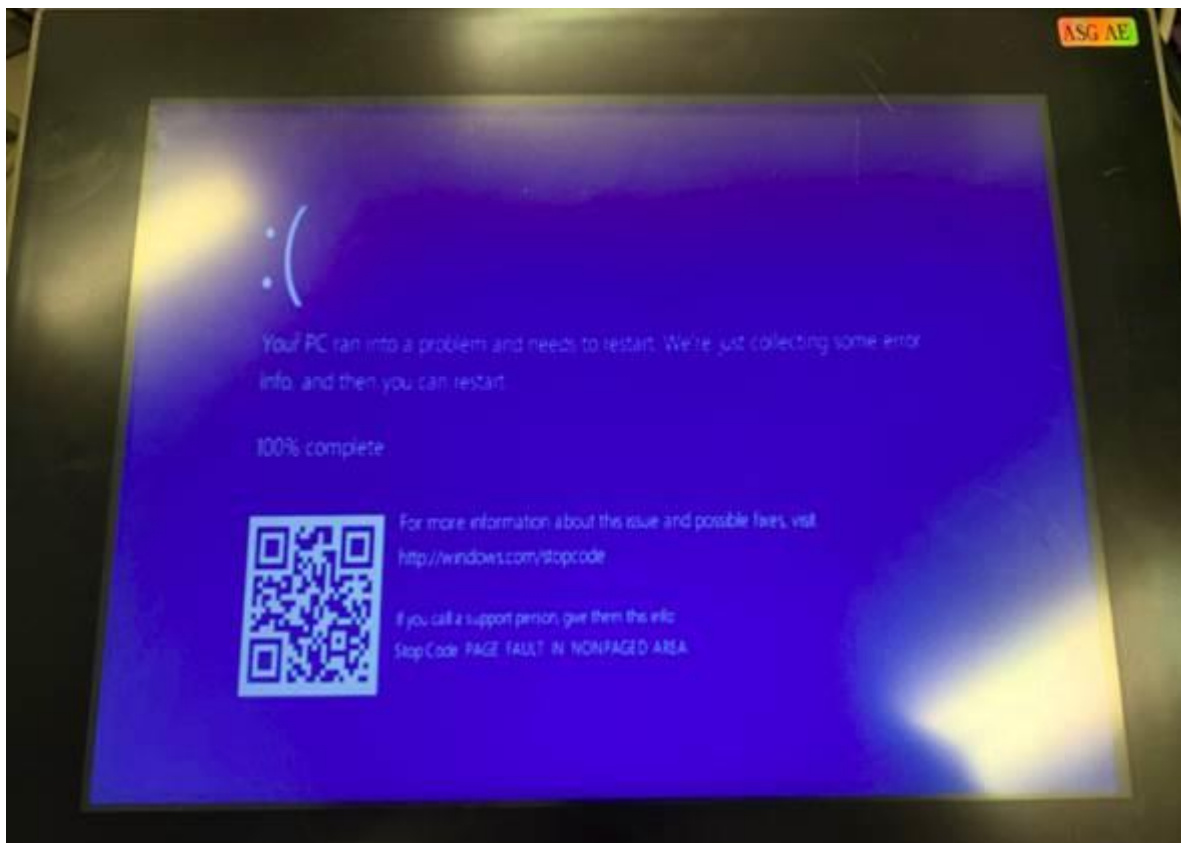 ASG AE
:(
Your PC ran into a problem and needs to restart. We're just collecting some error
info, and then you can restart.
100% complete
For more information about this issue and possible fixes, visit
http://windows.com/stopcode
If you call a support person, give them this info:
Stop Code: PAGE FAULT IN NONPAGED AREA